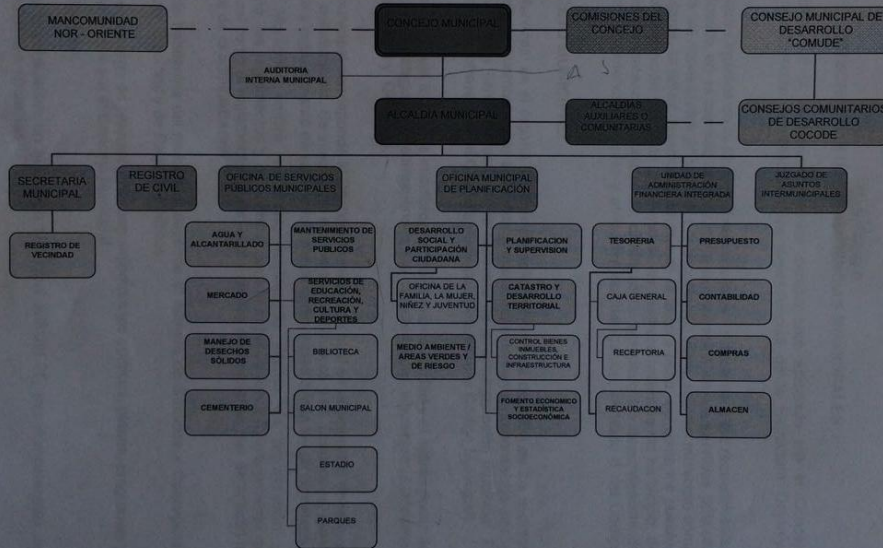 MANCOMUNIDAD
NOR - ORIENTE
CONCEJO MUNICIPAL
COMISIONES DEL
CONCEJO
CONSEJO MUNICIPAL DE
DESARROLLO
"COMUDE"
AUDITORIA
INTERNA MUNICIPAL
ALCALDIA MUNICIPAL
ALCALDIAS
AUXILIARES O
COMUNITARIAS
CONSEJOS COMUNITARIOS
DE DESARROLLO
COCODE
SECRETARIA
MUNICIPAL
REGISTRO
DE CIVIL
OFICINA DE SERVICIOS
PÚBLICOS MUNICIPALES
OFICINA MUNICIPAL
DE PLANIFICACIÓN
UNIDAD DE
ADMINISTRACIÓN
FINANCIERA INTEGRADA
JUZGADO DE
ASUNTOS
INTERMUNICIPALES
REGISTRO DE
VECINDAD
AGUA Y
ALCANTARILLADO
MERCADO
MANEJO DE
DESECHOS
SÓLIDOS
CEMENTERIO
MANTENIMIENTO DE
SERVICIOS
PUBLICOS
SERVICIOS DE
EDUCACIÓN,
RECREACIÓN,
CULTURA Y
DEPORTES
BIBLIOTECA
SALON MUNICIPAL
ESTADIO
PARQUES
DESARROLLO
SOCIAL Y
PARTICIPACIÓN
CIUDADANA
OFICINA DE LA
FAMILIA, LA MUJER,
NIÑEZ Y JUVENTUD
MEDIO AMBIENTE /
AREAS VERDES Y
DE RIESGO
PLANIFICACION
Y SUPERVISION
CATASTRO Y
DESARROLLO
TERRITORIAL
CONTROL BIENES
INMUEBLES,
CONSTRUCCIÓN E
INFRAESTRUCTURA
FOMENTO ECONOMICO
Y ESTADÍSTICA
SOCIOECONÓMICA
TESORERIA
CAJA GENERAL
RECEPTORIA
RECAUDACON
PRESUPUESTO
CONTABILIDAD
COMPRAS
ALMACEN